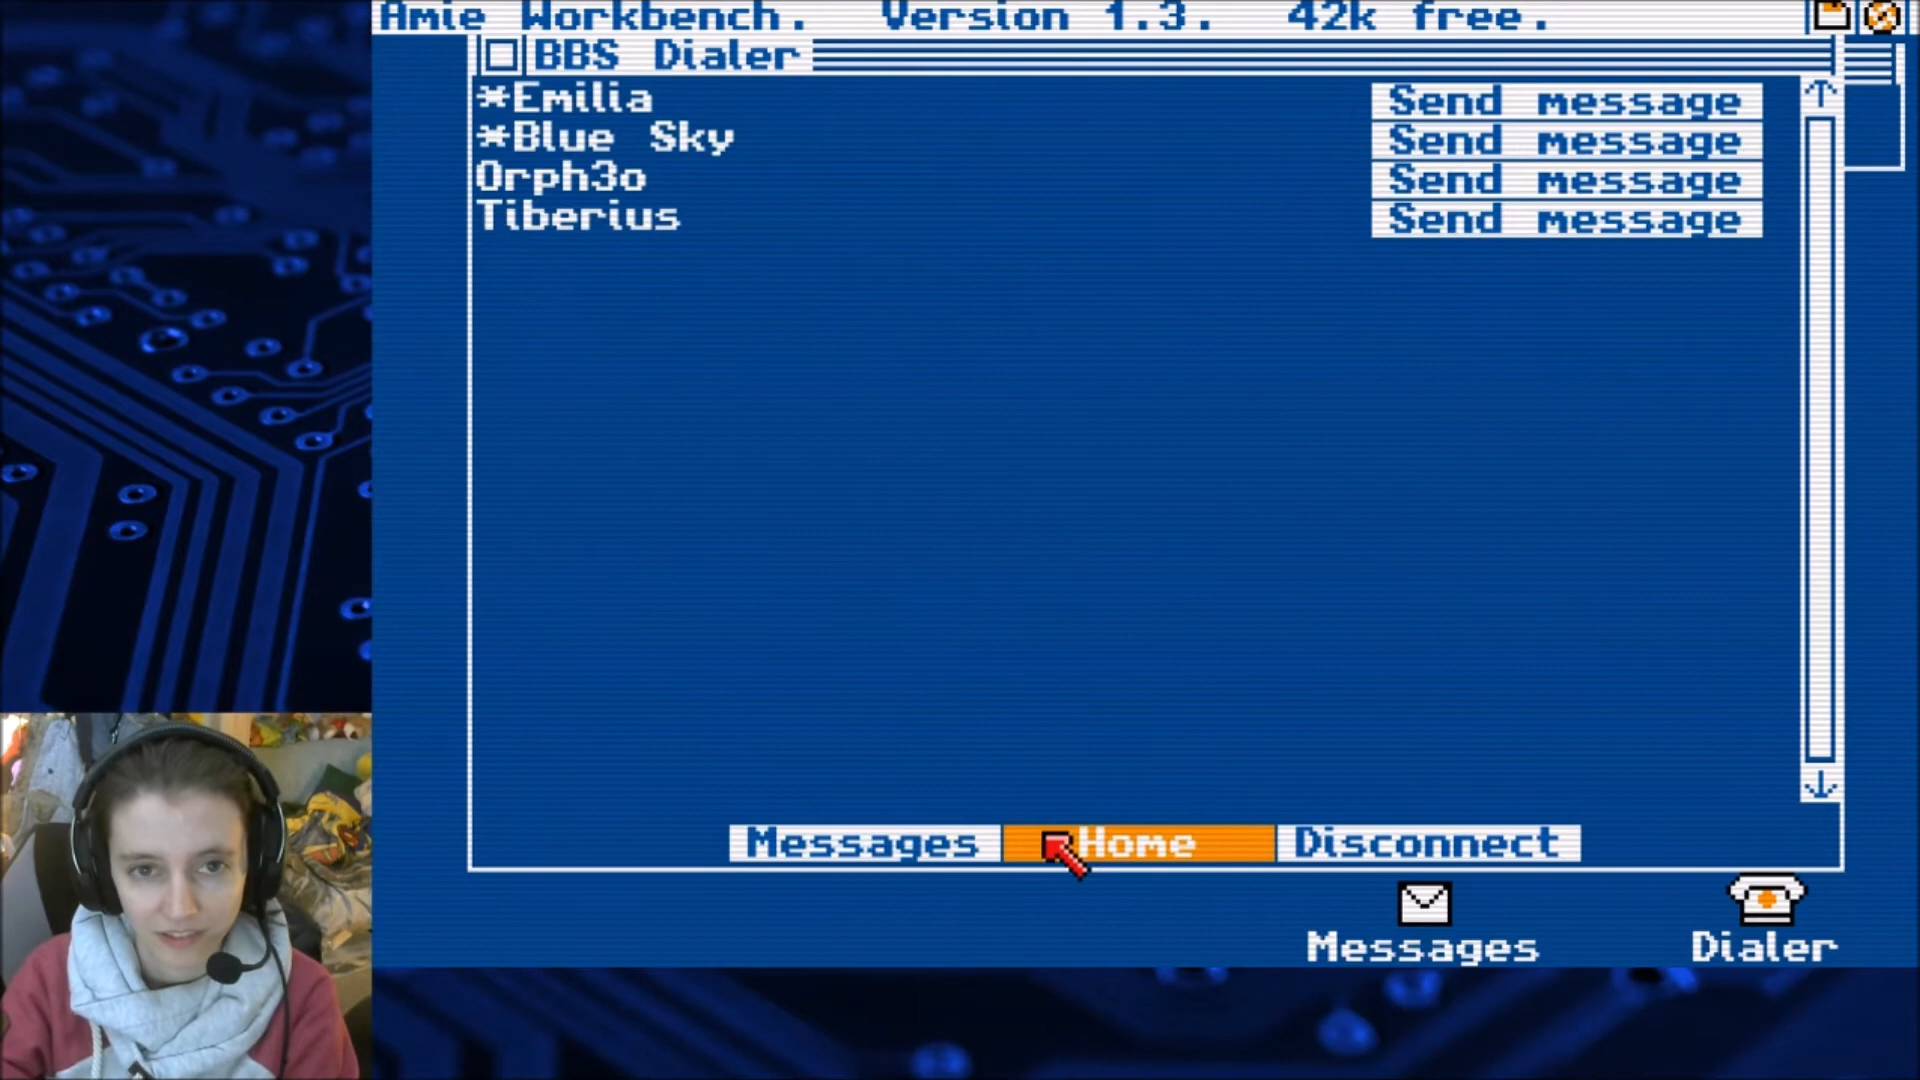 Amie Workbench. Version 1.3. 42k free.
BBS Dialer
*Emilia Send message
*Blue Sky Send message
Orph3o Send message
Tiberius Send message
Messages Home Disconnect
Messages Dialer